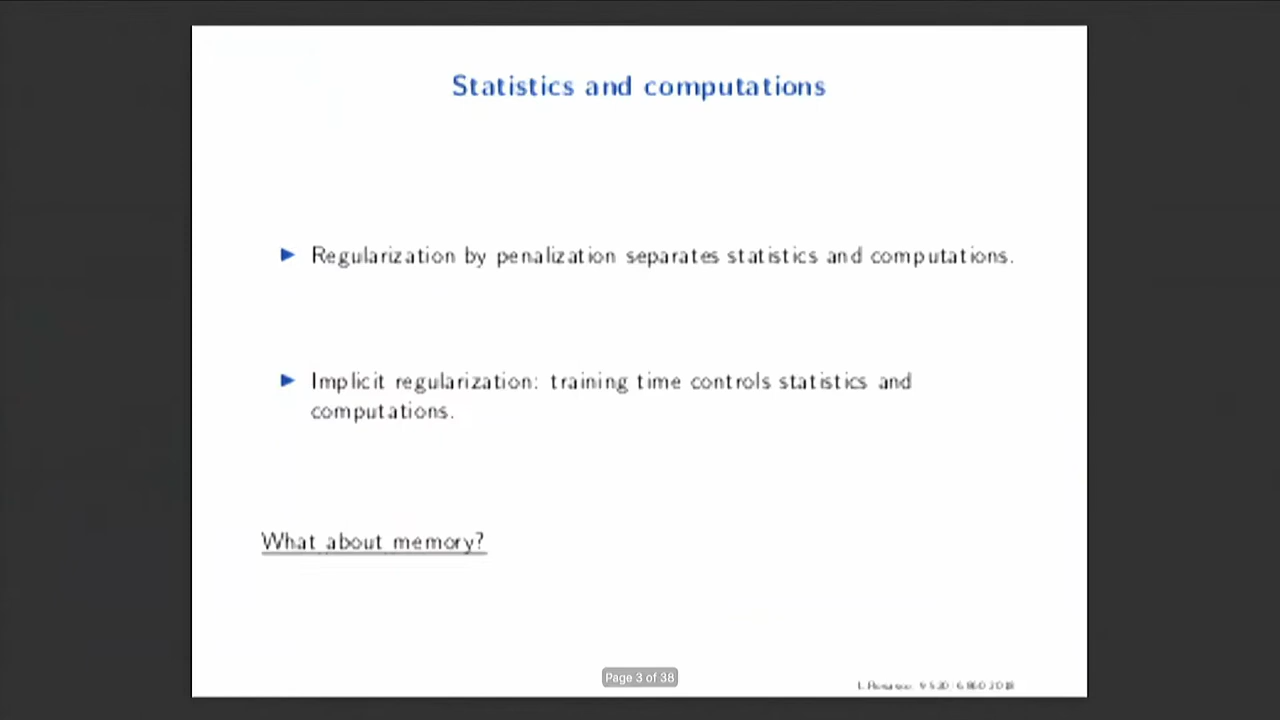 Statistics and computations
Regularization by penalization separates statistics and computations.
Implicit regularization: training time controls statistics and
computations.
What about memory?
Page 3 of 38